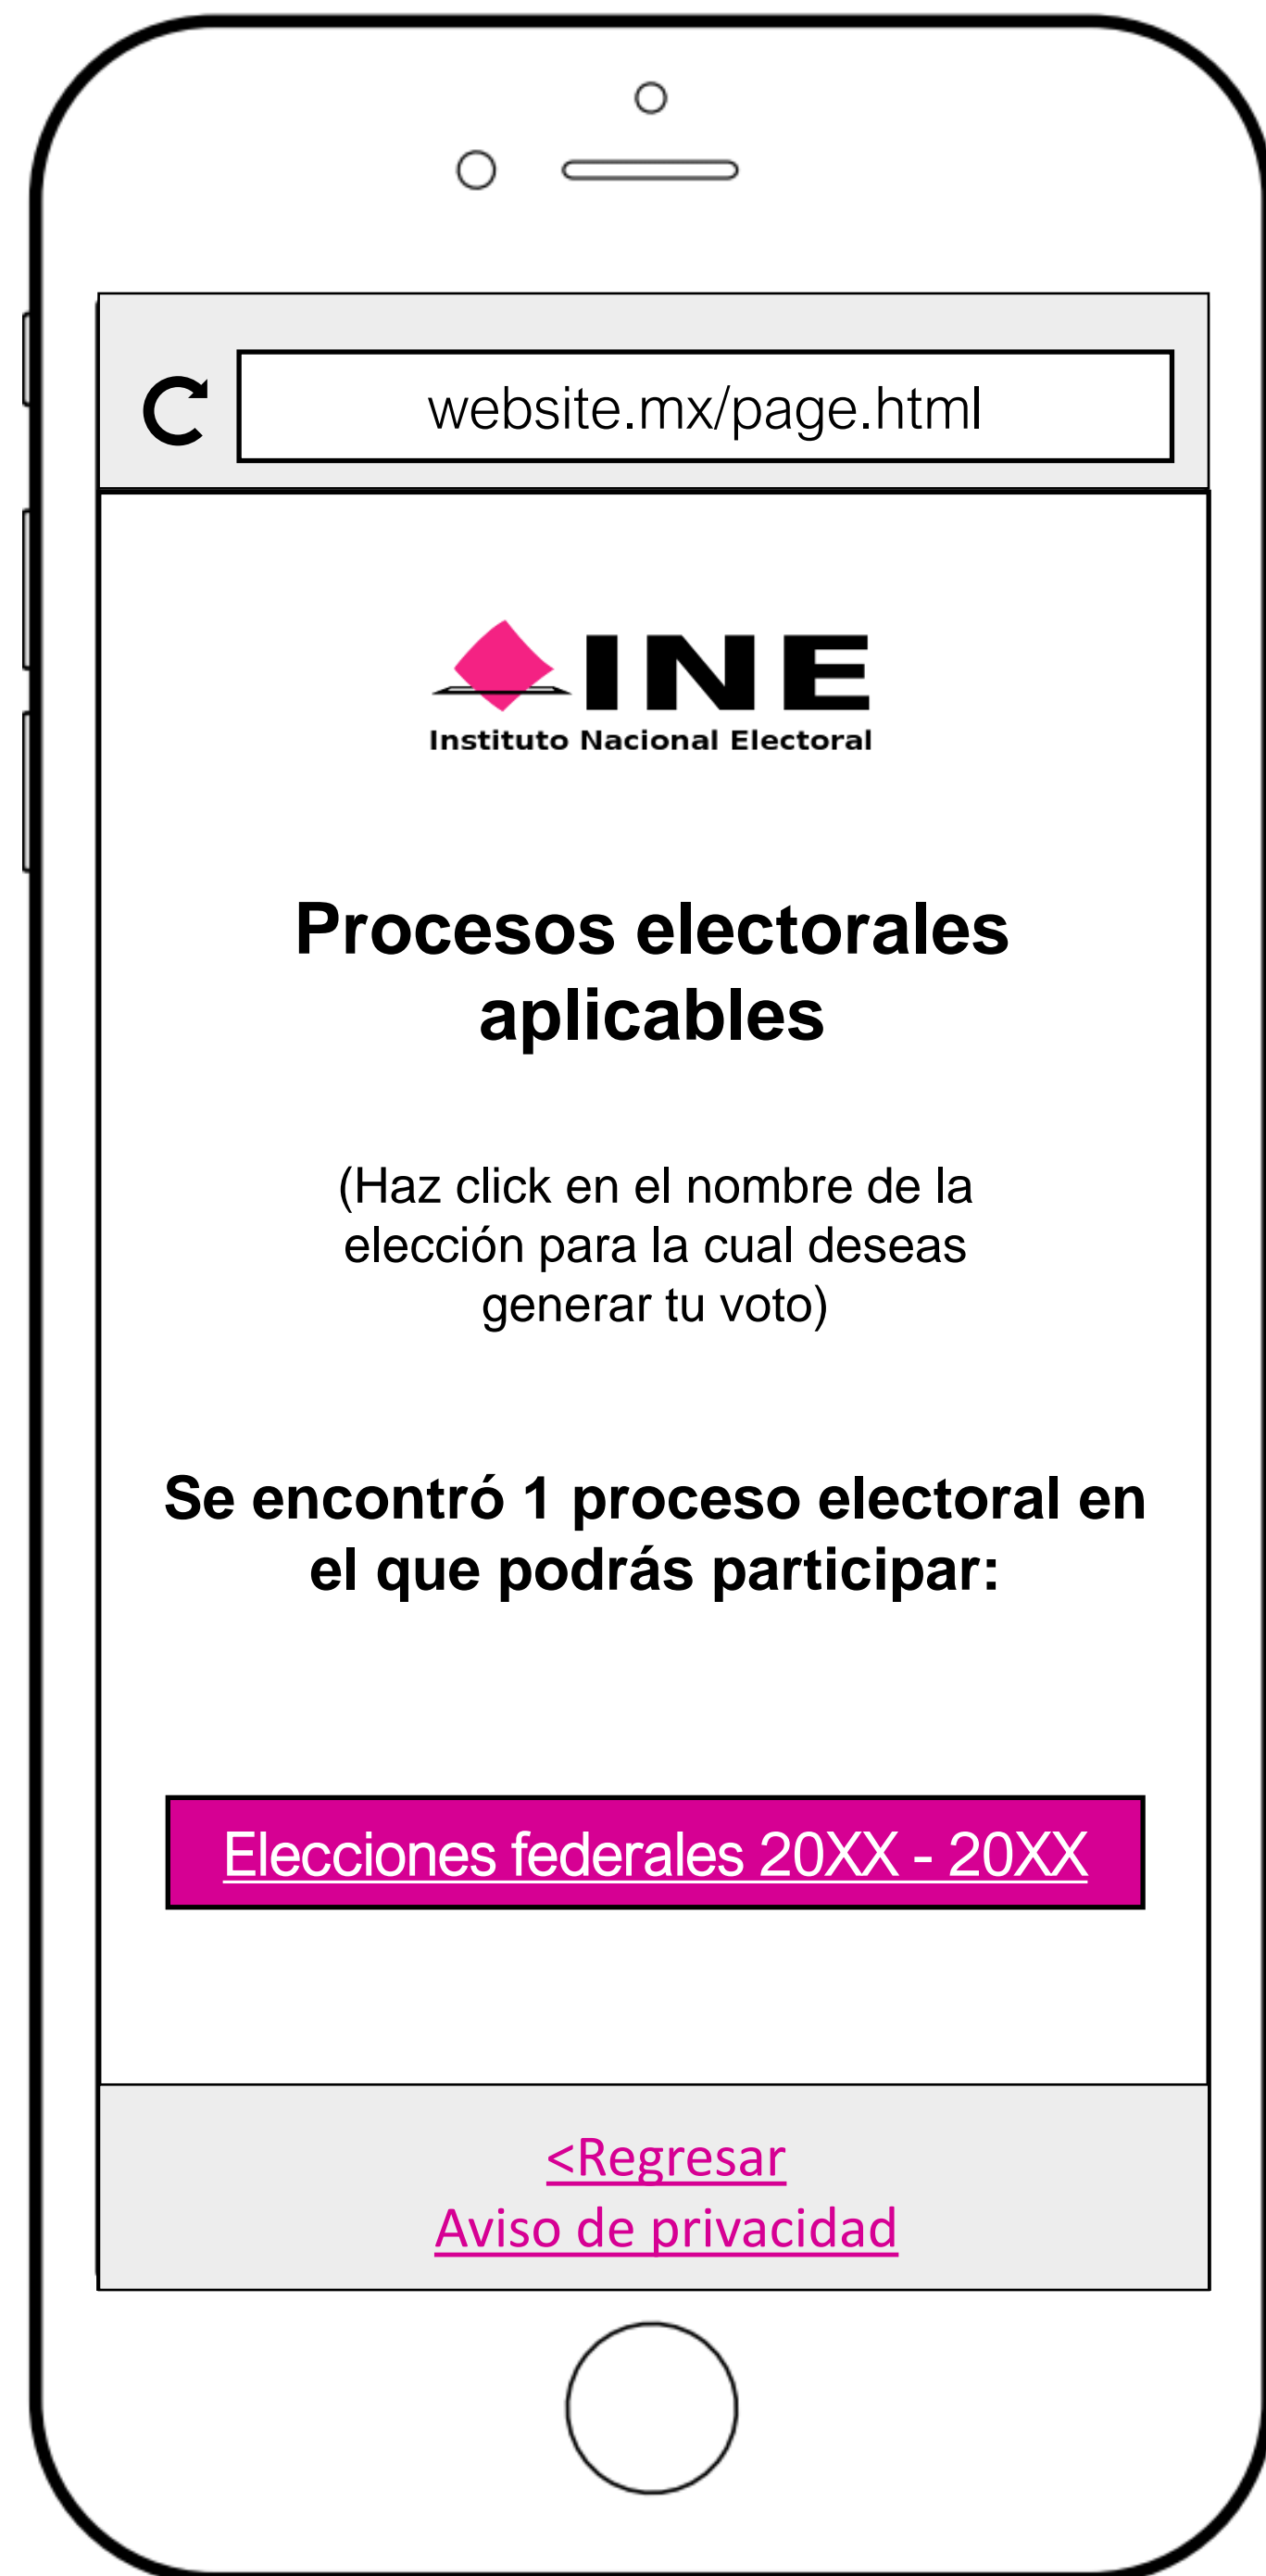 website.mx/page.html
INE
Instituto Nacional Electoral
Procesos electorales
aplicables
(Haz click en el nombre de la
elección para la cual deseas
generar tu voto)
Se encontró 1 proceso electoral en
el que podrás participar:
Elecciones federales 20XX - 20XX
<Regresar
Aviso de privacidad